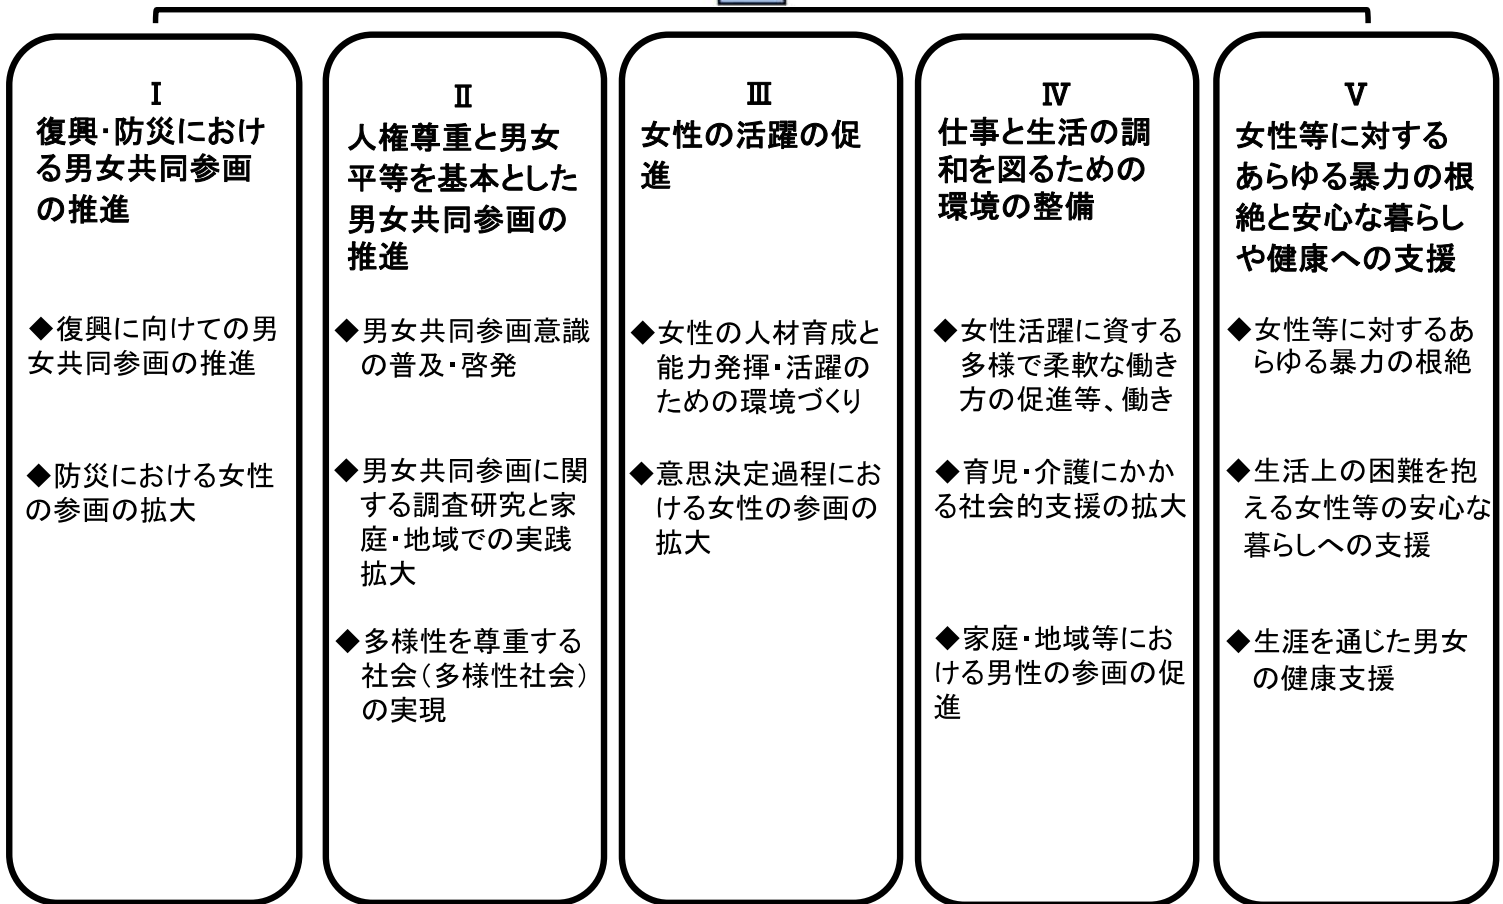 Ⅰ
復興・防災におけ
る男女共同参画
の推進
◆復興に向けての男
女共同参画の推進
◆防災における女性
の参画の拡大
Ⅱ
人権尊重と男女
平等を基本とした
男女共同参画の
推進
◆男女共同参画意識
の普及・啓発
◆男女共同参画に関
する調査研究と家
庭・地域での実践
拡大
◆多様性を尊重する
社会（多様性社会）
の実現
Ⅲ
女性の活躍の促
進
◆女性の人材育成と
能力発揮・活躍の
ための環境づくり
◆意思決定過程にお
ける女性の参画の
拡大
Ⅳ
仕事と生活の調
和を図るための
環境の整備
◆女性活躍に資する
多様で柔軟な働き
方の促進等、働き
◆育児・介護にかか
る社会的支援の拡大
◆家庭・地域等にお
ける男性の参画の促
進
Ⅴ
女性等に対する
あらゆる暴力の根
絶と安心な暮らし
や健康への支援
◆女性等に対するあ
らゆる暴力の根絶
◆生活上の困難を抱
える女性等の安心な
暮らしへの支援
◆生涯を通じた男女
の健康支援